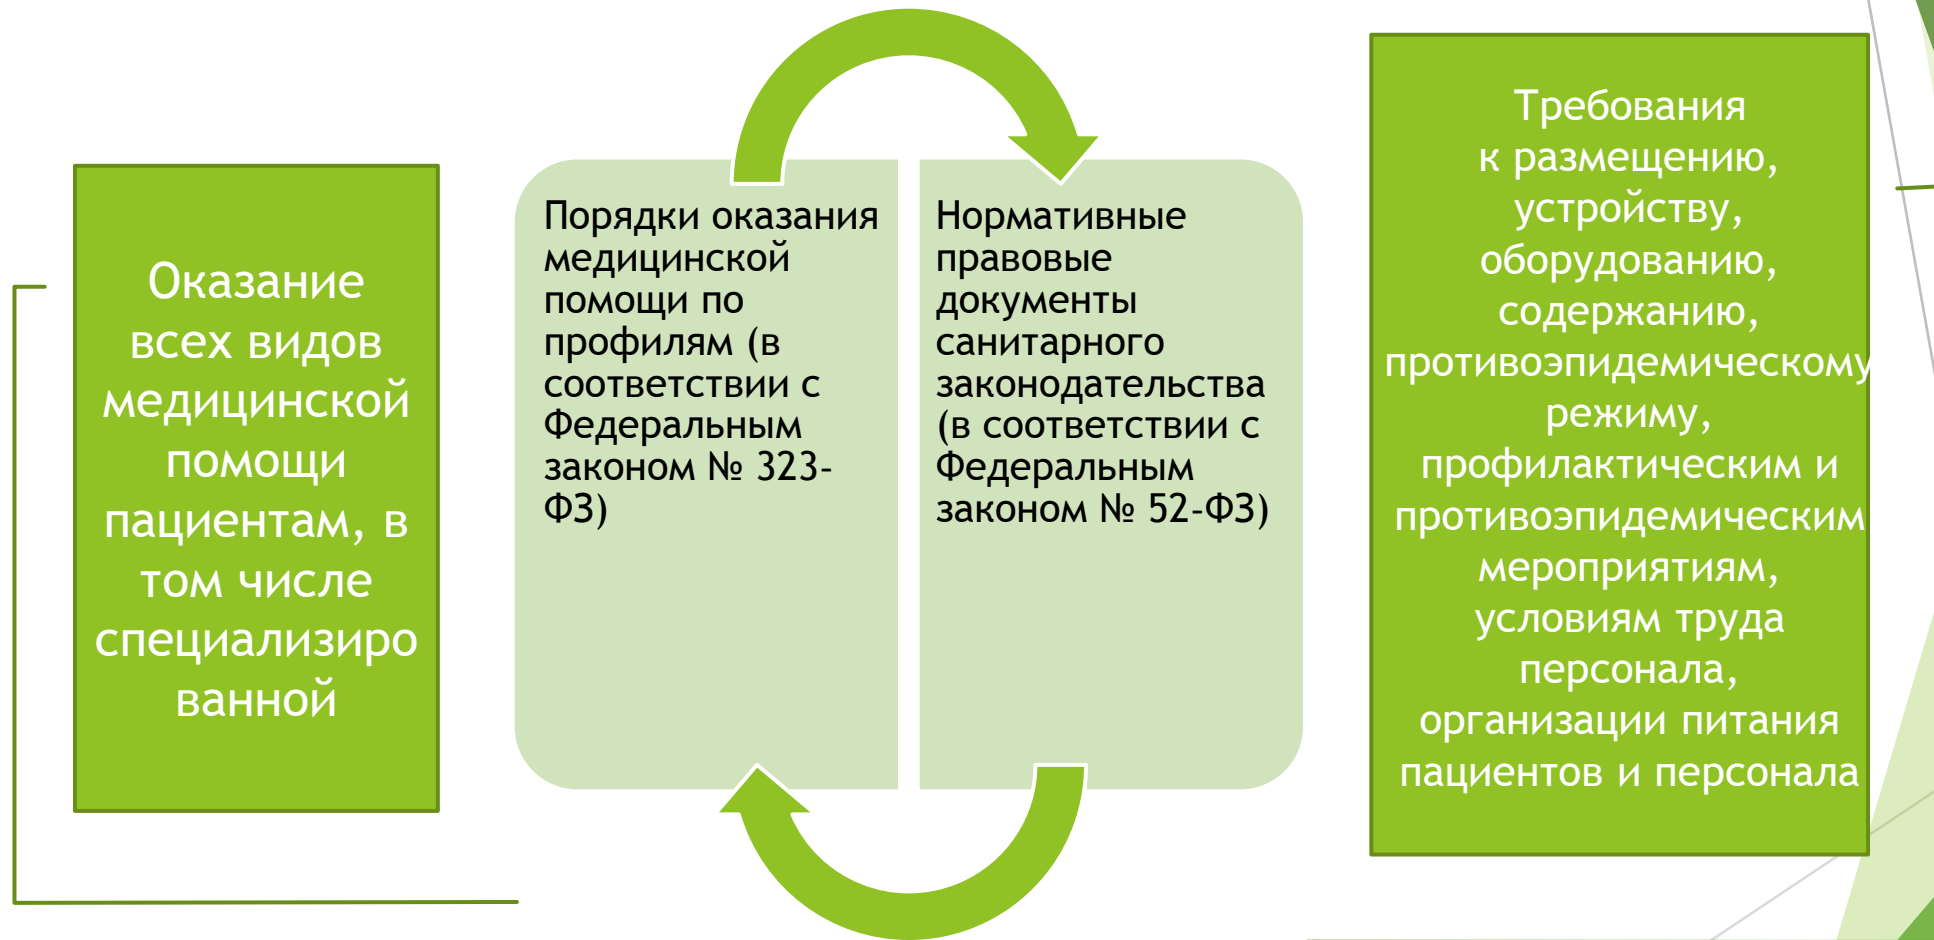 Оказание
всех видов
медицинской
помощи
пациентам, в
том числе
специализиро
ванной
Порядки оказания
медицинской
помощи по
профилям (в
соответствии с
Федеральным
законом № 323-
ФЗ)
Нормативные
правовые
документы
санитарного
законодательства
(в соответствии с
Федеральным
законом № 52-ФЗ)
Требования
к размещению,
устройству,
оборудованию,
содержанию,
противоэпидемическому
режиму,
профилактическим и
противоэпидемическим
мероприятиям,
условиям труда
персонала,
организации питания
пациентов и персонала